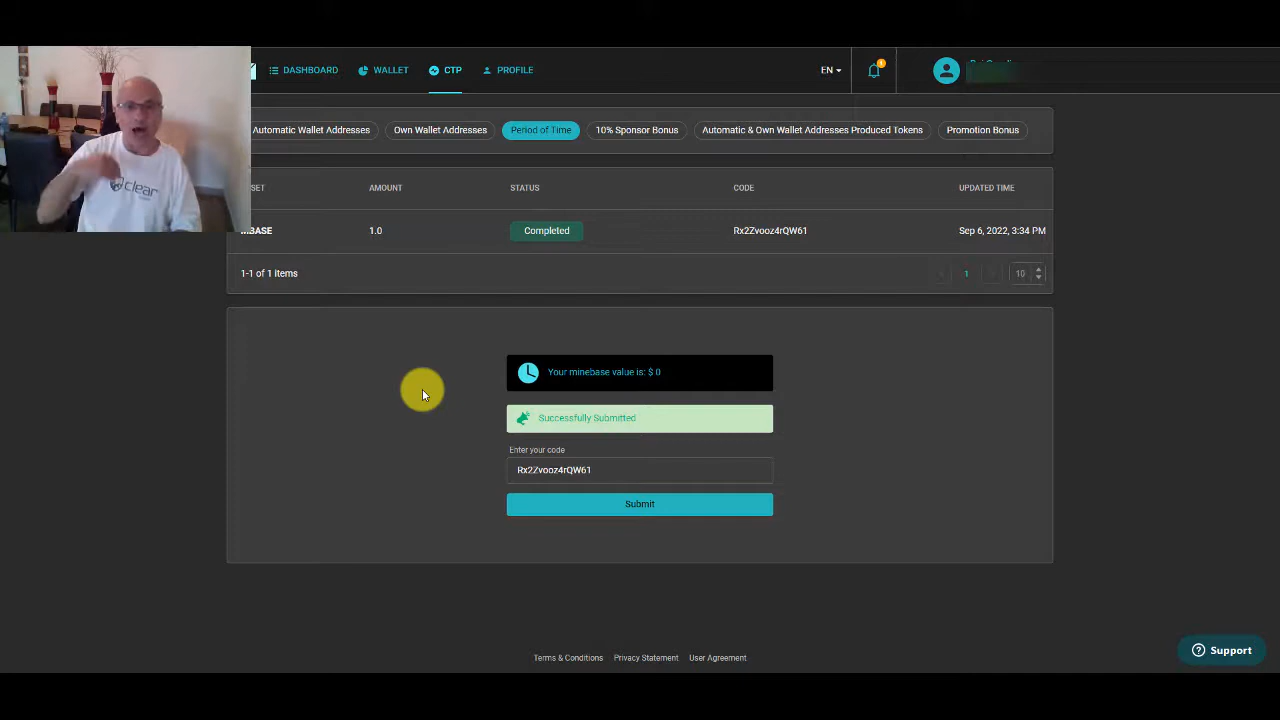 DASHBOARD WALLET CTP PROFILE EN 1
Automatic Wallet Addresses Own Wallet Addresses Period of Time 10% Sponsor Bonus Automatic & Own Wallet Addresses Produced Tokens Promotion Bonus
AMOUNT STATUS CODE UPDATED TIME
1.0 Completed Rx2Zvooz4rQW61 Sep 6, 2022, 3:34 PM
1-1 of 1 items 1 10
Your minebase value is: $ 0
Successfully Submitted
Enter your code
Rx2Zvooz4rQW61
Submit
Terms & Conditions Privacy Statement User Agreement
Support
clear